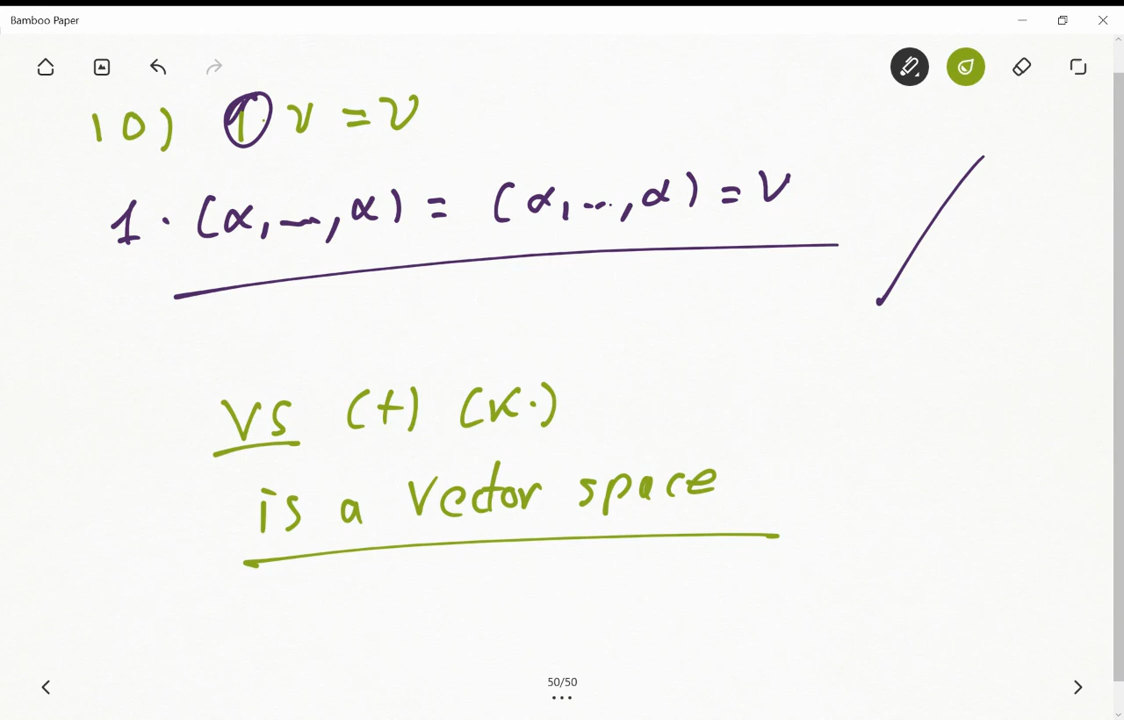 Bamboo Paper
10) 1 v = v
1 · (α, ..., α) = (α, ..., α) = v
VS (+) (K·)
is a vector space
50/50